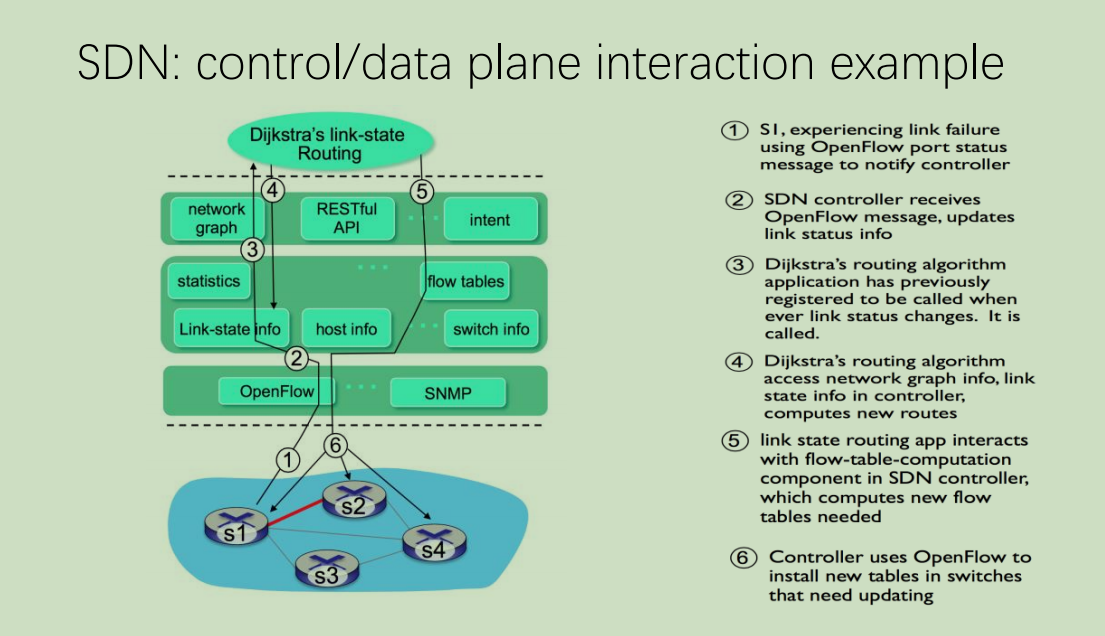 SDN: control/data plane interaction example
Dijkstra's link-state
Routing
4
5
network
graph
RESTful
API
intent
3
statistics
flow tables
Link-state info
host info
switch info
2
OpenFlow
SNMP
1
6
s1
s2
s3
s4
1 S1, experiencing link failure
using OpenFlow port status
message to notify controller
2 SDN controller receives
OpenFlow message, updates
link status info
3 Dijkstra's routing algorithm
application has previously
registered to be called when
ever link status changes. It is
called.
4 Dijkstra's routing algorithm
access network graph info, link
state info in controller,
computes new routes
5 link state routing app interacts
with flow-table-computation
component in SDN controller,
which computes new flow
tables needed
6 Controller uses OpenFlow to
install new tables in switches
that need updating